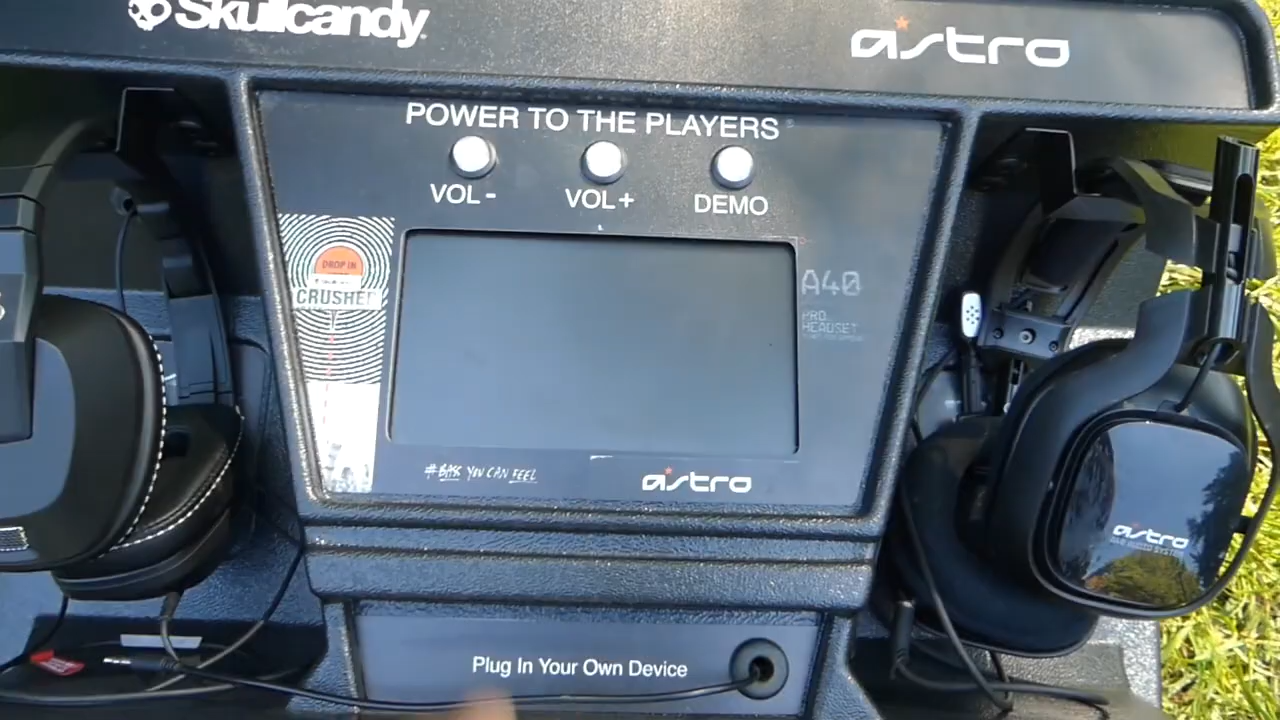 Skullcandy
astro
POWER TO THE PLAYERS
VOL-
VOL+
DEMO
DROP IN
CRUSHER
A40
PRO
HEADSET
#BASS YOU CAN FEEL
astro
astro
Plug In Your Own Device